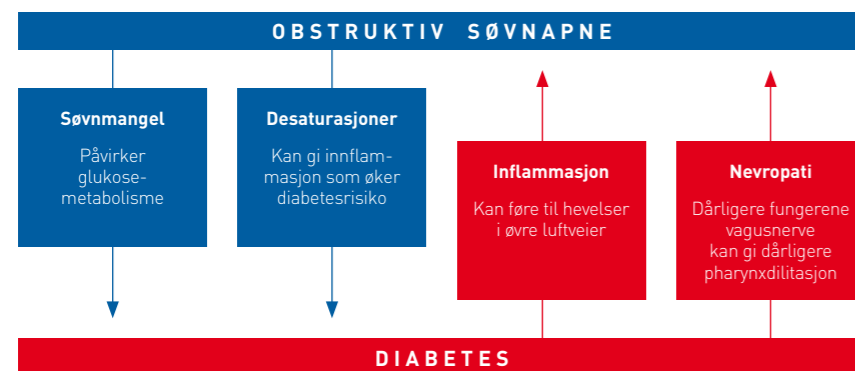 OBSTRUKTIV SØVNAPNE
Søvnmangel
Påvirker
glukose-
metabolisme
Desaturasjoner
Kan gi innflam-
masjon som øker
diabetesrisiko
Inflammasjon
Kan føre til hevelser
i øvre luftveier
Nevropati
Dårligere fungerene
vagusnerve
kan gi dårligere
pharynxdilitasjon
DIABETES